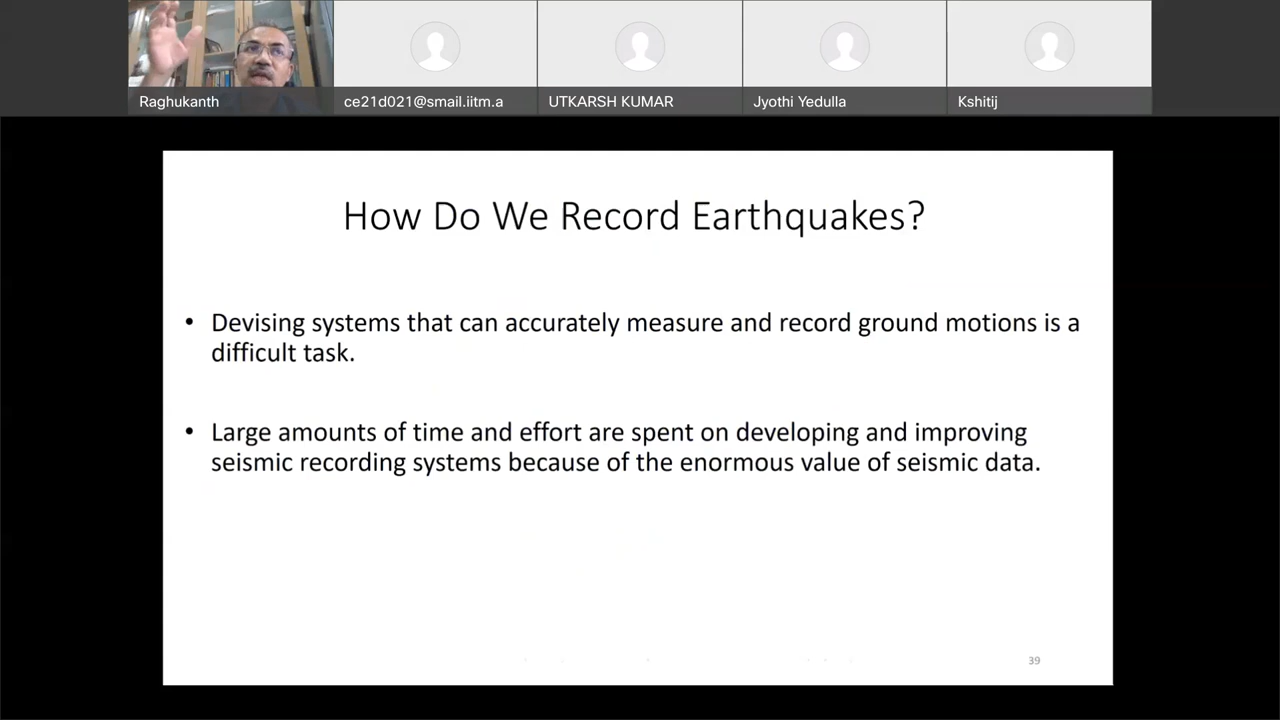 Raghukanth
ce21d021@smail.iitm.a
UTKARSH KUMAR
Jyothi Yedulla
Kshitij
How Do We Record Earthquakes?
• Devising systems that can accurately measure and record ground motions is a
difficult task.
• Large amounts of time and effort are spent on developing and improving
seismic recording systems because of the enormous value of seismic data.
39